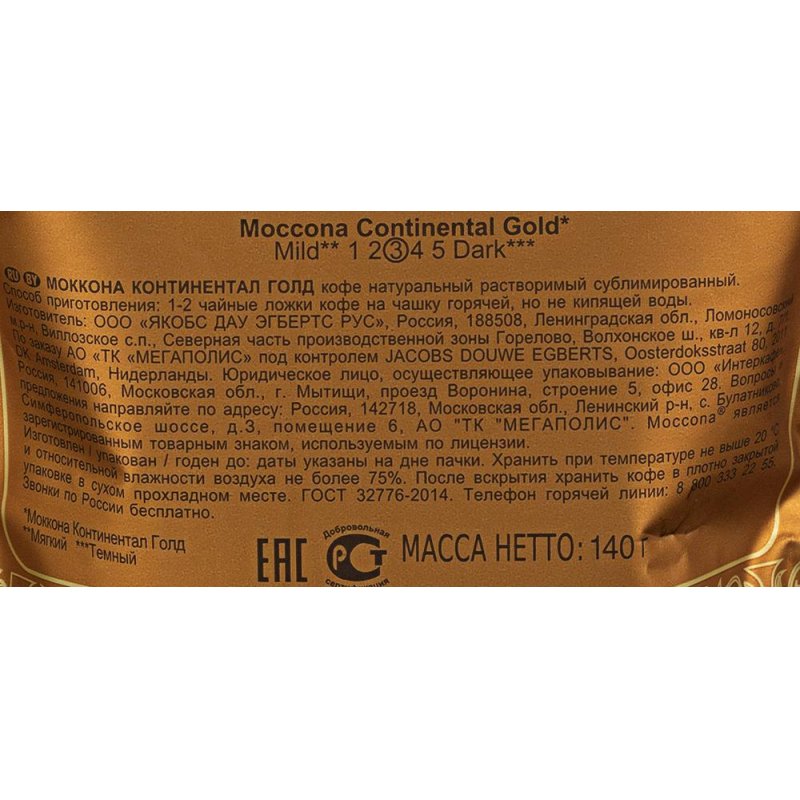 Moccona Continental Gold*
Mild** 1 2 3 4 5 Dark***
RU BY МОККОНА КОНТИНЕНТАЛ ГОЛД кофе натуральный растворимый сублимированный.
Способ приготовления: 1-2 чайные ложки кофе на чашку горячей, но не кипящей воды.
Изготовитель: ООО «ЯКОБС ДАУ ЭГБЕРТС РУС», Россия, 188508, Ленинградская обл., Ломоносовский
м.р-н, Виллозское с.п., Северная часть производственной зоны Горелово, Волхонское ш., кв-л 12, д.
По заказу АО «ТК «МЕГАПОЛИС» под контролем JACOBS DOUWE EGBERTS, Oosterdoksstraat 80, 2011
DK Amsterdam, Нидерланды. Юридическое лицо, осуществляющее упаковывание: ООО «Интеркафе»
Россия, 141006, Московская обл., г. Мытищи, проезд Воронина, строение 5, офис 28. Вопросы
предложения направляйте по адресу: Россия, 142718, Московская обл., Ленинский р-н, с. Булатниково,
Симферопольское шоссе, д.3, помещение 6, АО "ТК "МЕГАПОЛИС". Moccona® является
зарегистрированным товарным знаком, используемым по лицензии.
Изготовлен / упакован / годен до: даты указаны на дне пачки. Хранить при температуре не выше 20 °C
и относительной влажности воздуха не более 75%. После вскрытия хранить кофе в плотно закрытой
упаковке в сухом прохладном месте. ГОСТ 32776-2014. Телефон горячей линии: 8 800 333 22 55.
Звонки по России бесплатно.
*Моккона Континентал Голд
**Мягкий ***Темный
ЕАС
Добровольная
РСТ
сертификация
МАССА НЕТТО: 140 г